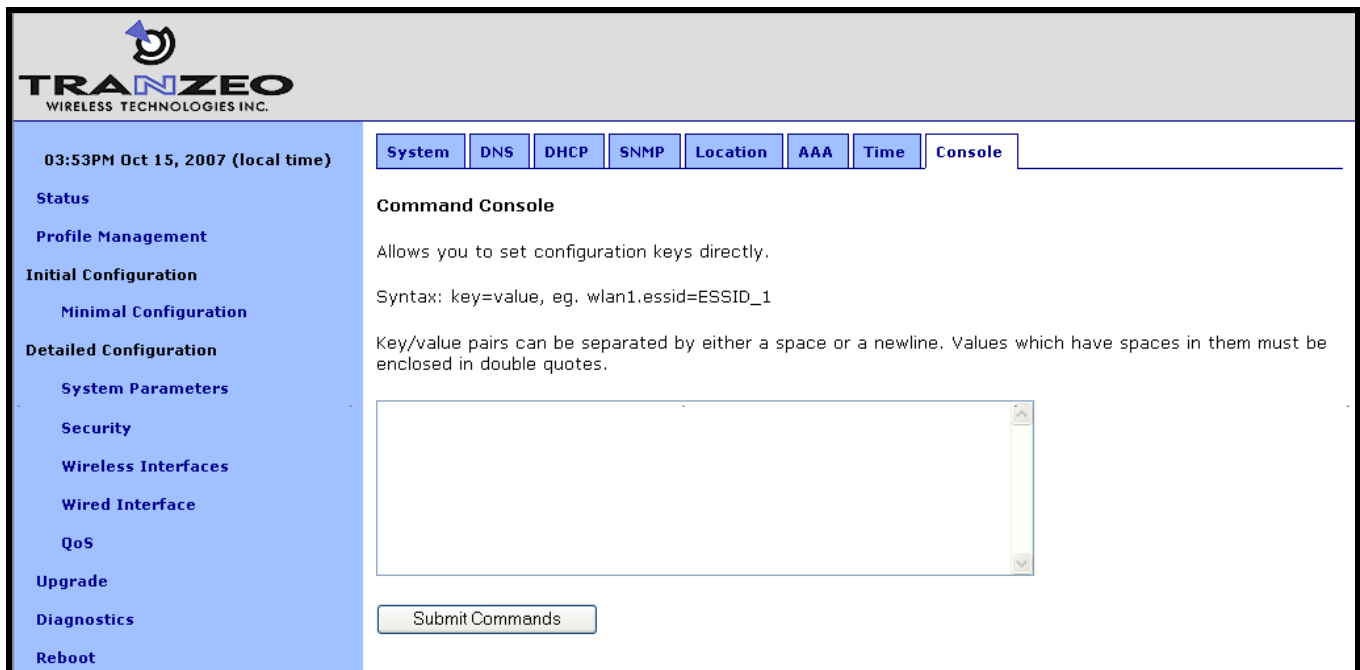 TRANZEO
WIRELESS TECHNOLOGIES INC.
03:53PM Oct 15, 2007 (local time)
Status
Profile Management
Initial Configuration
Minimal Configuration
Detailed Configuration
System Parameters
Security
Wireless Interfaces
Wired Interface
QoS
Upgrade
Diagnostics
Reboot
System DNS DHCP SNMP Location AAA Time Console
Command Console
Allows you to set configuration keys directly.
Syntax: key=value, eg. wlan1.essid=ESSID_1
Key/value pairs can be separated by either a space or a newline. Values which have spaces in them must be
enclosed in double quotes.
Submit Commands